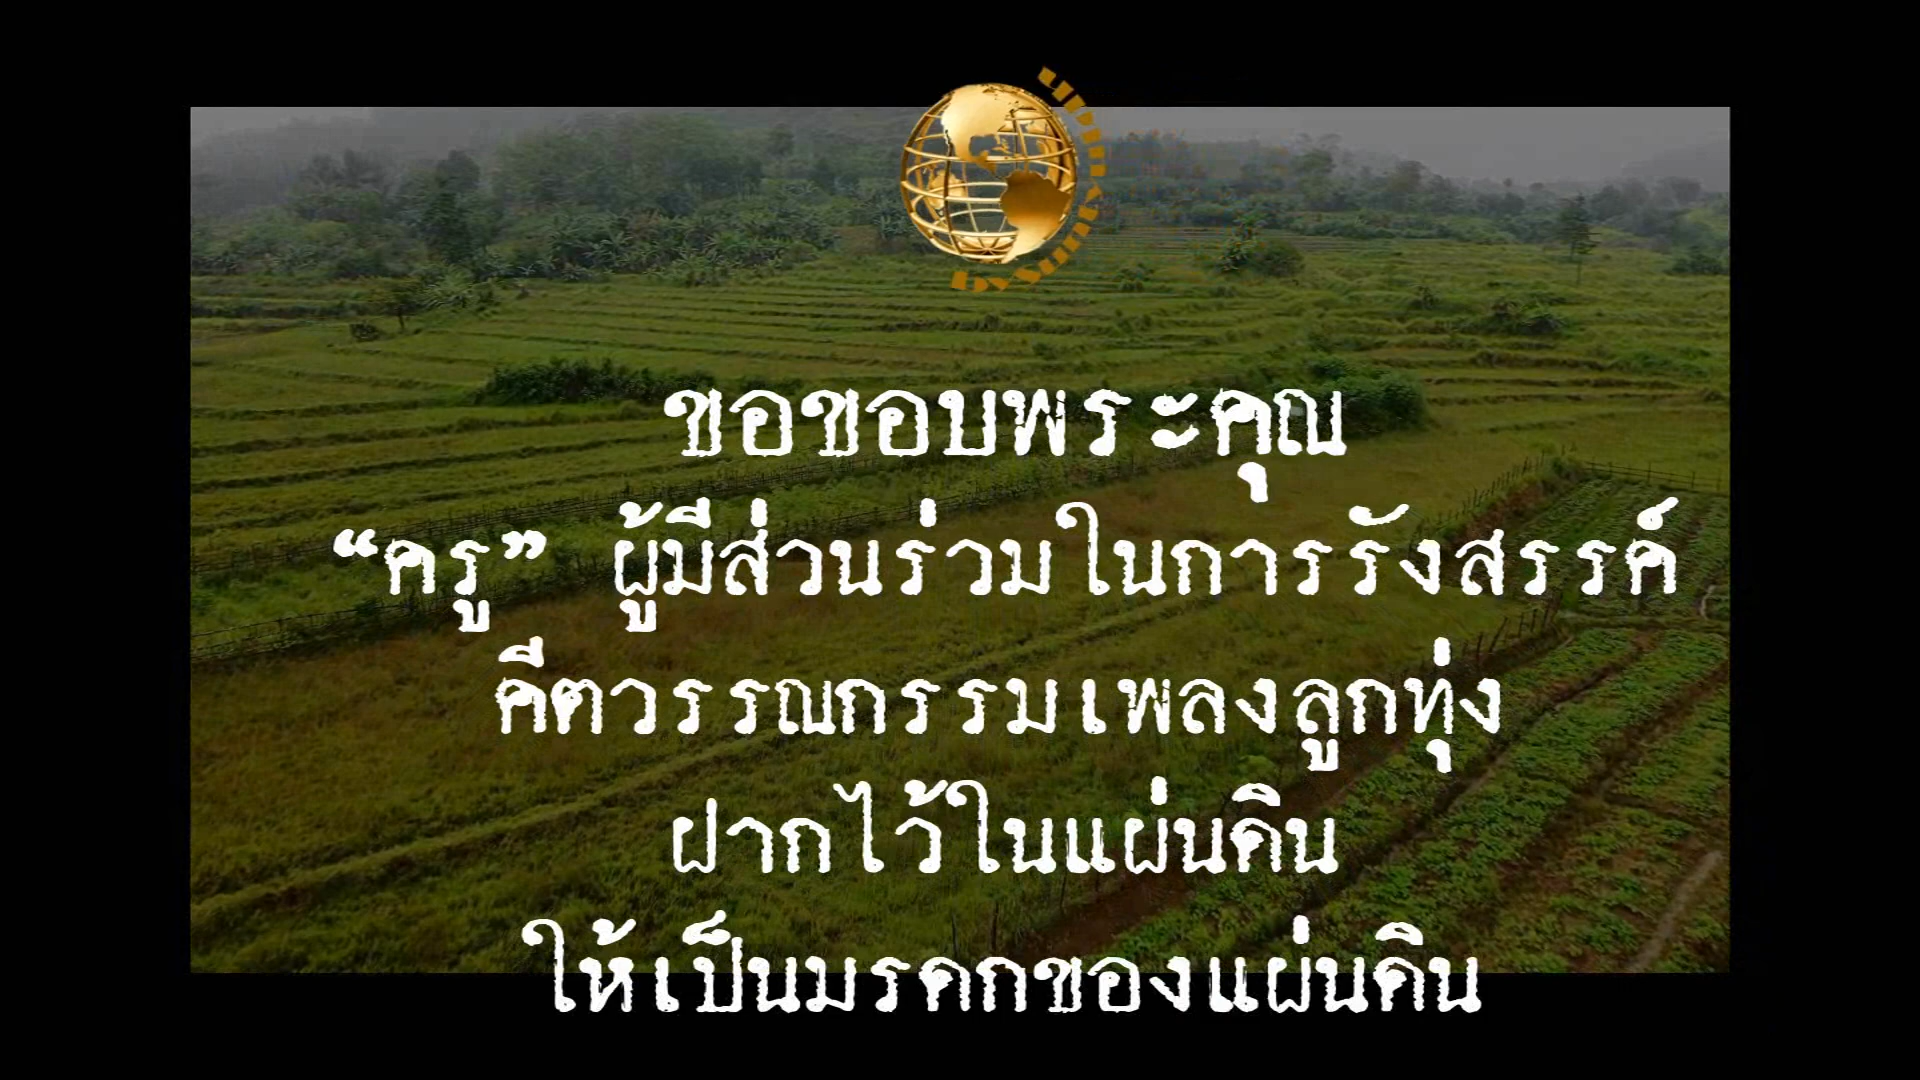 ขอขอบพระคุณ
“ครู” ผู้มีส่วนร่วมในการรังสรรค์
คีตวรรณกรรมเพลงลูกทุ่ง
ฝากไว้ในแผ่นดิน
ให้เป็นมรดกของแผ่นดิน